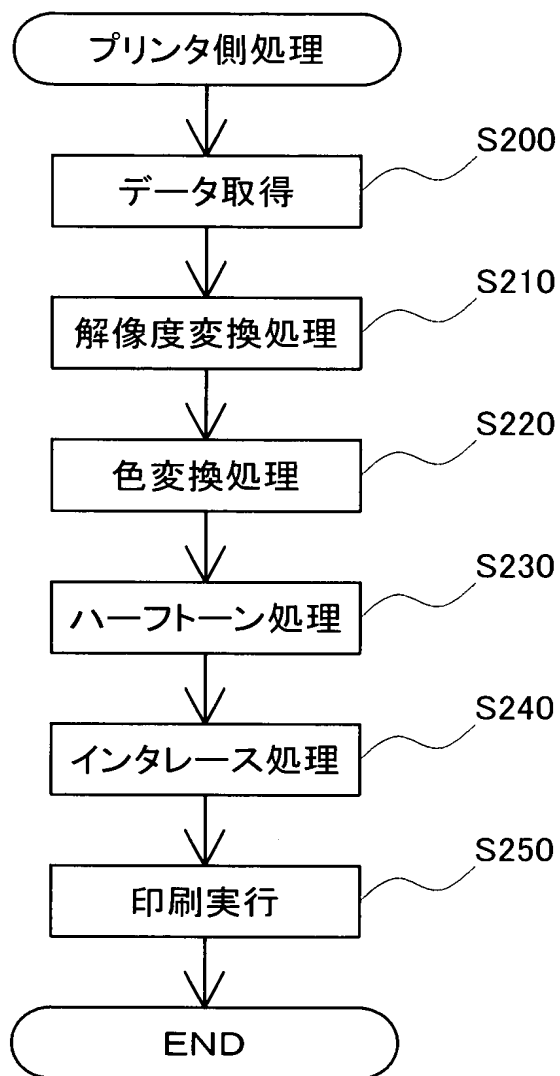 プリンタ側処理
S200
データ取得
S210
解像度変換処理
S220
色変換処理
S230
ハーフトーン処理
S240
インタレース処理
S250
印刷実行
END